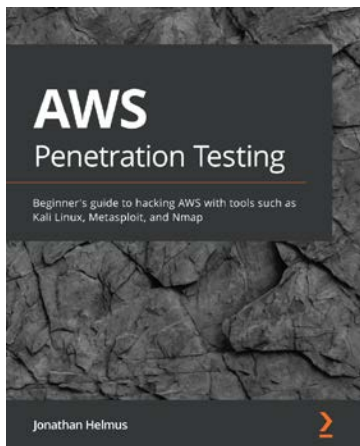 AWS
Penetration Testing
Beginner's guide to hacking AWS with tools such as
Kali Linux, Metasploit, and Nmap
Jonathan Helmus